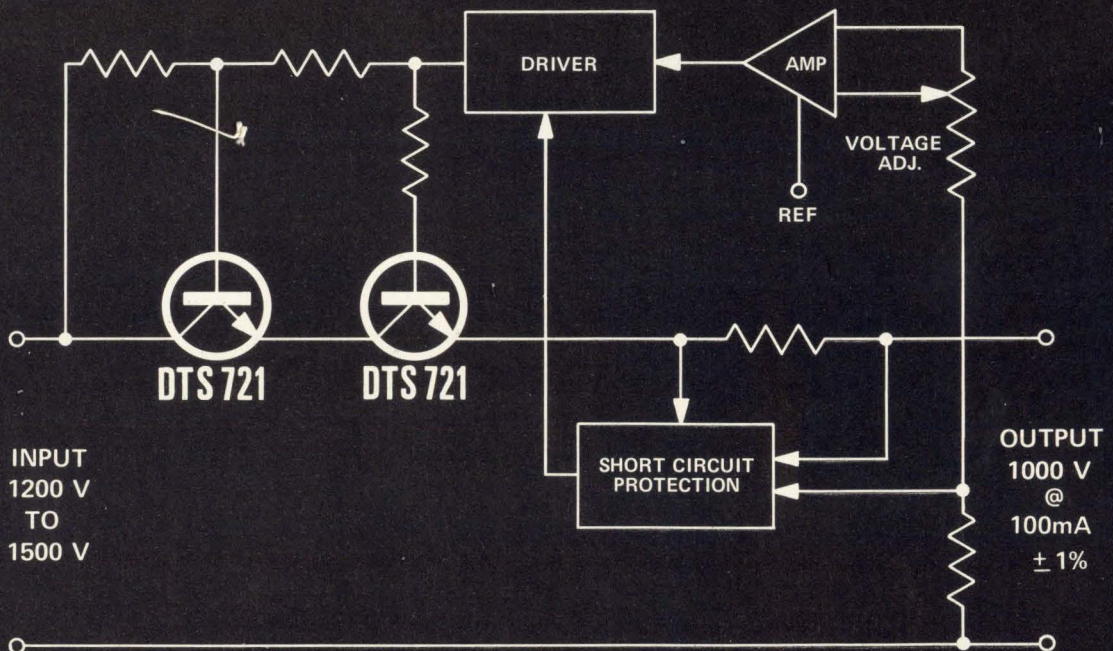 DRIVER
AMP
VOLTAGE
ADJ.
REF
DTS 721
DTS 721
INPUT
1200 V
TO
1500 V
SHORT CIRCUIT
PROTECTION
OUTPUT
1000 V
@
100mA
± 1%